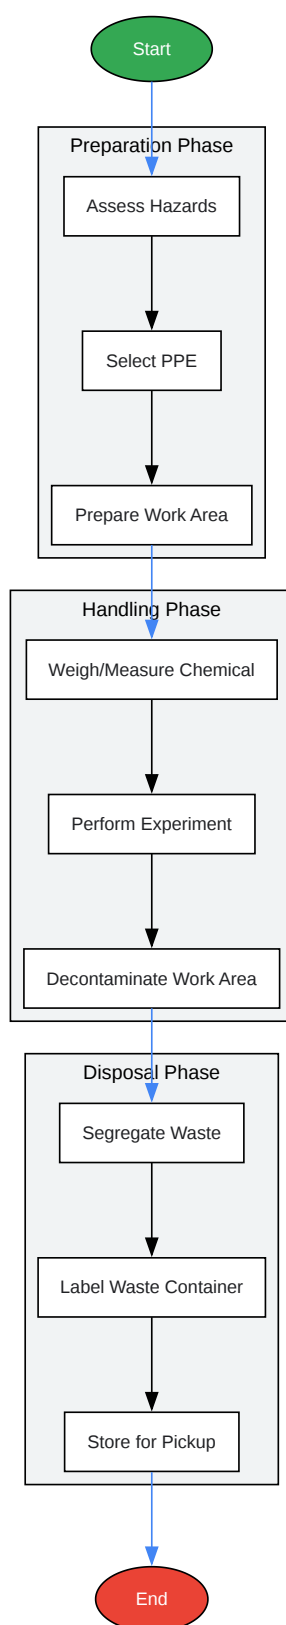 Start
Preparation Phase
Assess Hazards
Select PPE
Prepare Work Area
Handling Phase
Weigh/Measure Chemical
Perform Experiment
Decontaminate Work Area
Disposal Phase
Segregate Waste
Label Waste Container
Store for Pickup
End